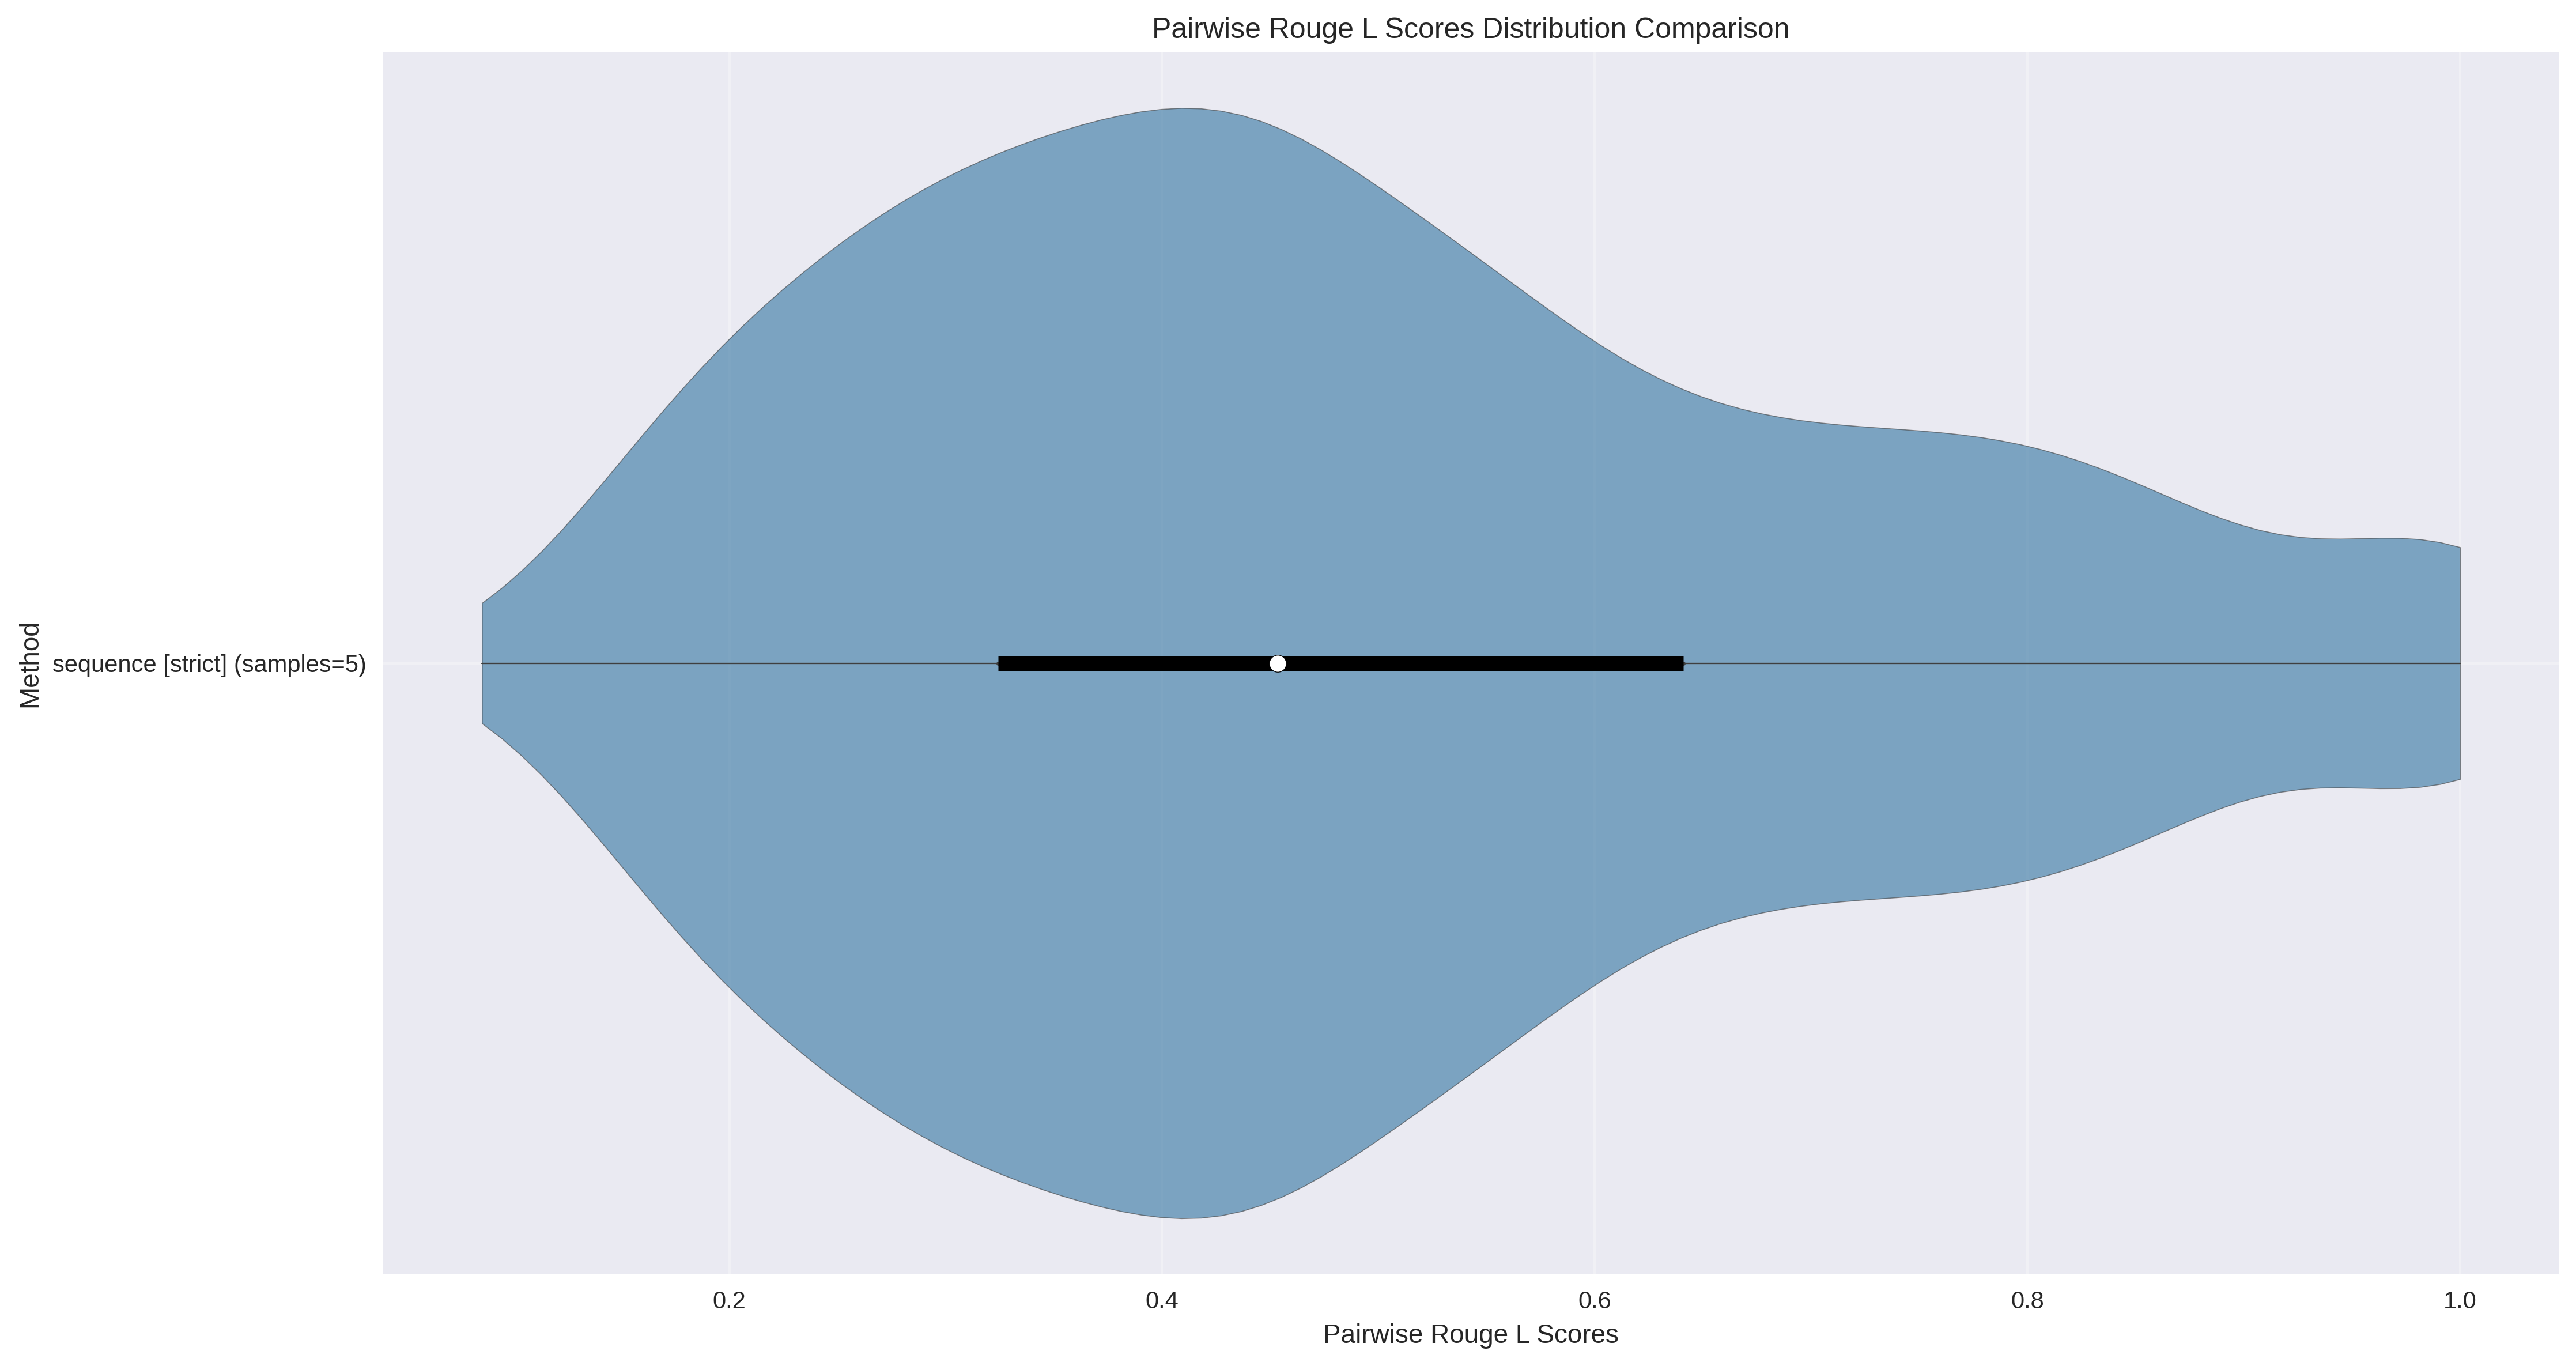 Pairwise Rouge L Scores Distribution Comparison
Method
sequence [strict] (samples=5)
0.2 0.4 0.6 0.8 1.0
Pairwise Rouge L Scores